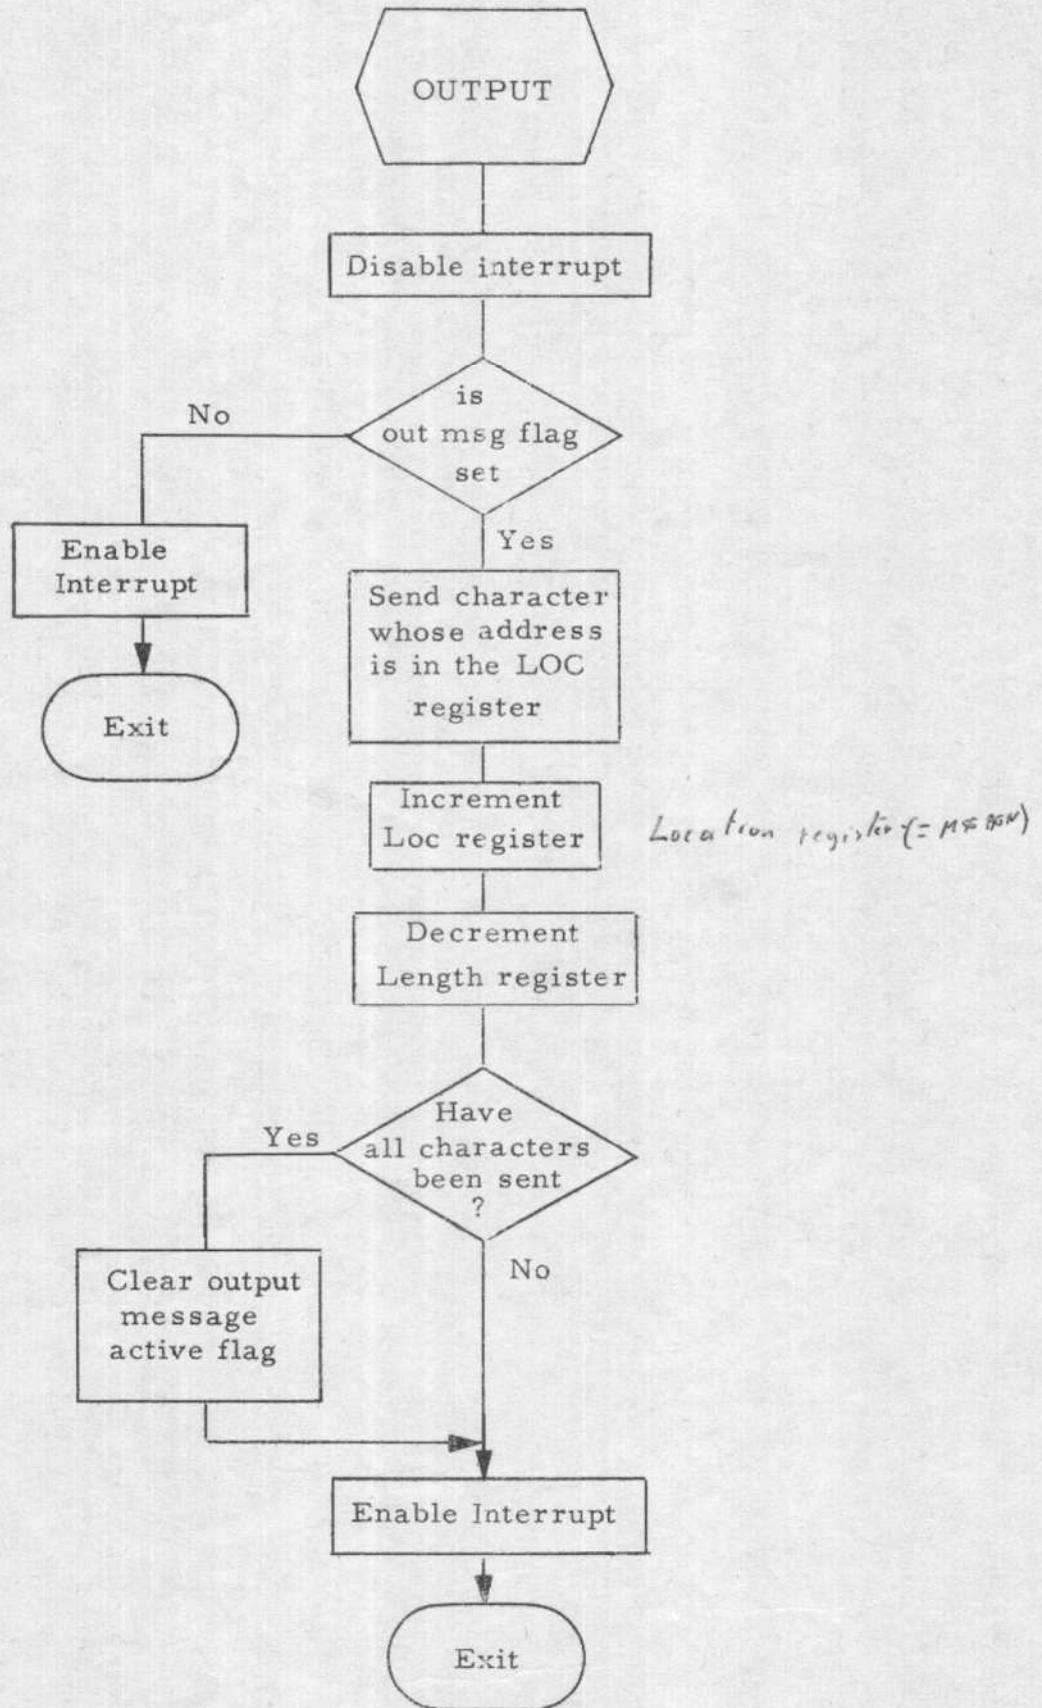 OUTPUT
Disable interrupt
is
out msg flag
set
No
Yes
Enable
Interrupt
Exit
Send character
whose address
is in the LOC
register
Increment
Loc register
Location register (=
Decrement
Length register
Have
all characters
been sent
?
Yes
No
Clear output
message
active flag
Enable Interrupt
Exit